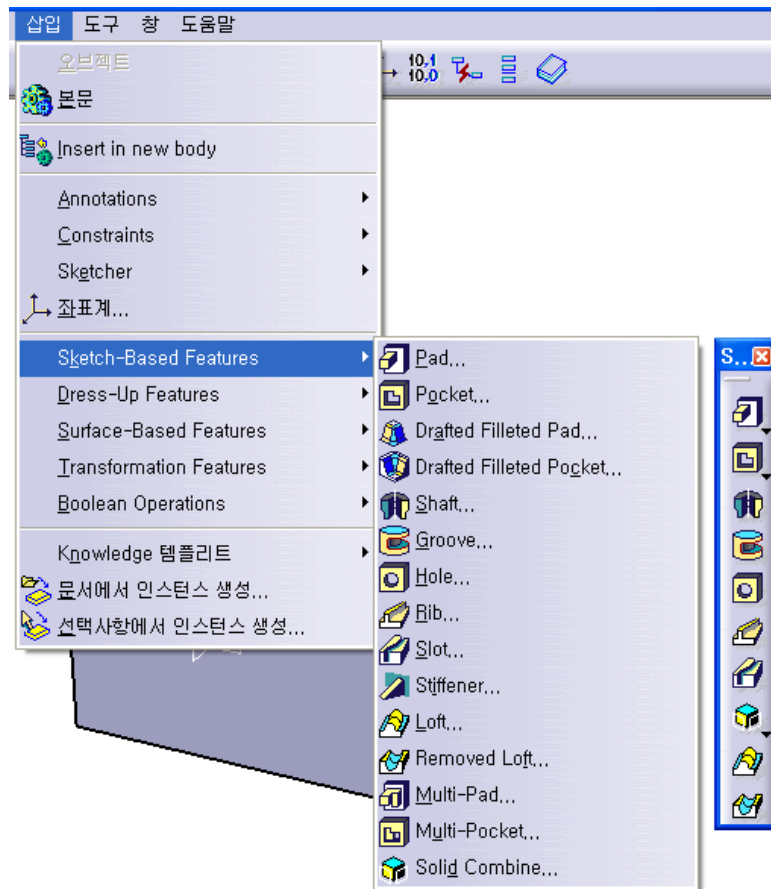 삽입 도구 창 도움말
오브젝트
10,1
10,0
본문
Insert in new body
Annotations
Constraints
Sketcher
좌표계...
Sketch-Based Features
Dress-Up Features
Surface-Based Features
Transformation Features
Boolean Operations
Knowledge 템플리트
문서에서 인스턴스 생성...
선택사항에서 인스턴스 생성...
Pad...
Pocket...
Drafted Filleted Pad...
Drafted Filleted Pocket...
Shaft...
Groove...
Hole...
Rib...
Slot...
Stiffener...
Loft...
Removed Loft...
Multi-Pad...
Multi-Pocket...
Solid Combine...
S...